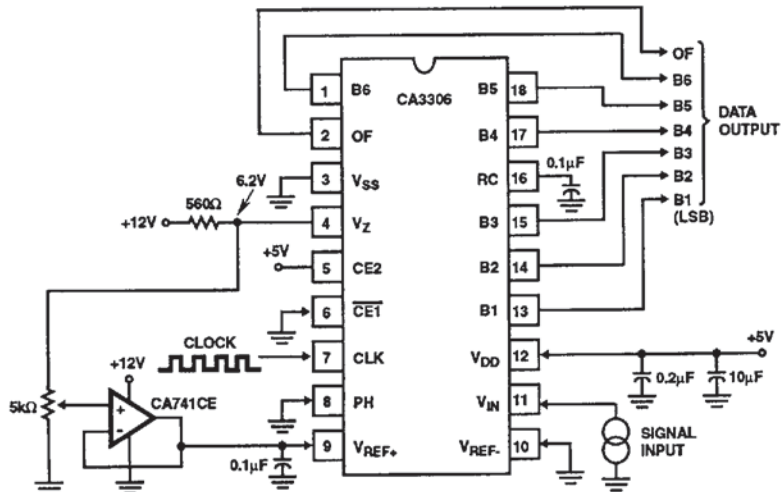 OF
B6
B5
B4
B3
B2
B1
(LSB)
DATA
OUTPUT
CA3306
1 B6
2 OF
3 VSS
4 VZ
5 CE2
6 CE1
7 CLK
8 PH
9 VREF+
B5 18
B4 17
RC 16
B3 15
B2 14
B1 13
VDD 12
VIN 11
VREF- 10
0.1μF
6.2V
560Ω
+12V
+5V
CLOCK
+12V
CA741CE
5kΩ
+
-
0.1μF
+5V
0.2μF
10μF
SIGNAL
INPUT